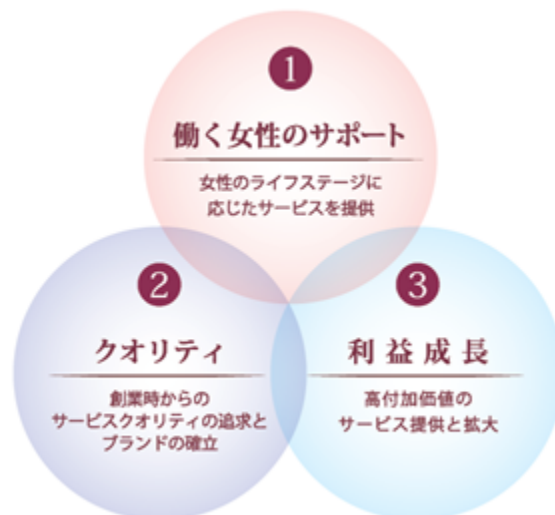 1
働く女性のサポート
女性のライフステージに
応じたサービスを提供
2
クオリティ
創業時からの
サービスクオリティの追求と
ブランドの確立
3
利益成長
高付加価値の
サービス提供と拡大